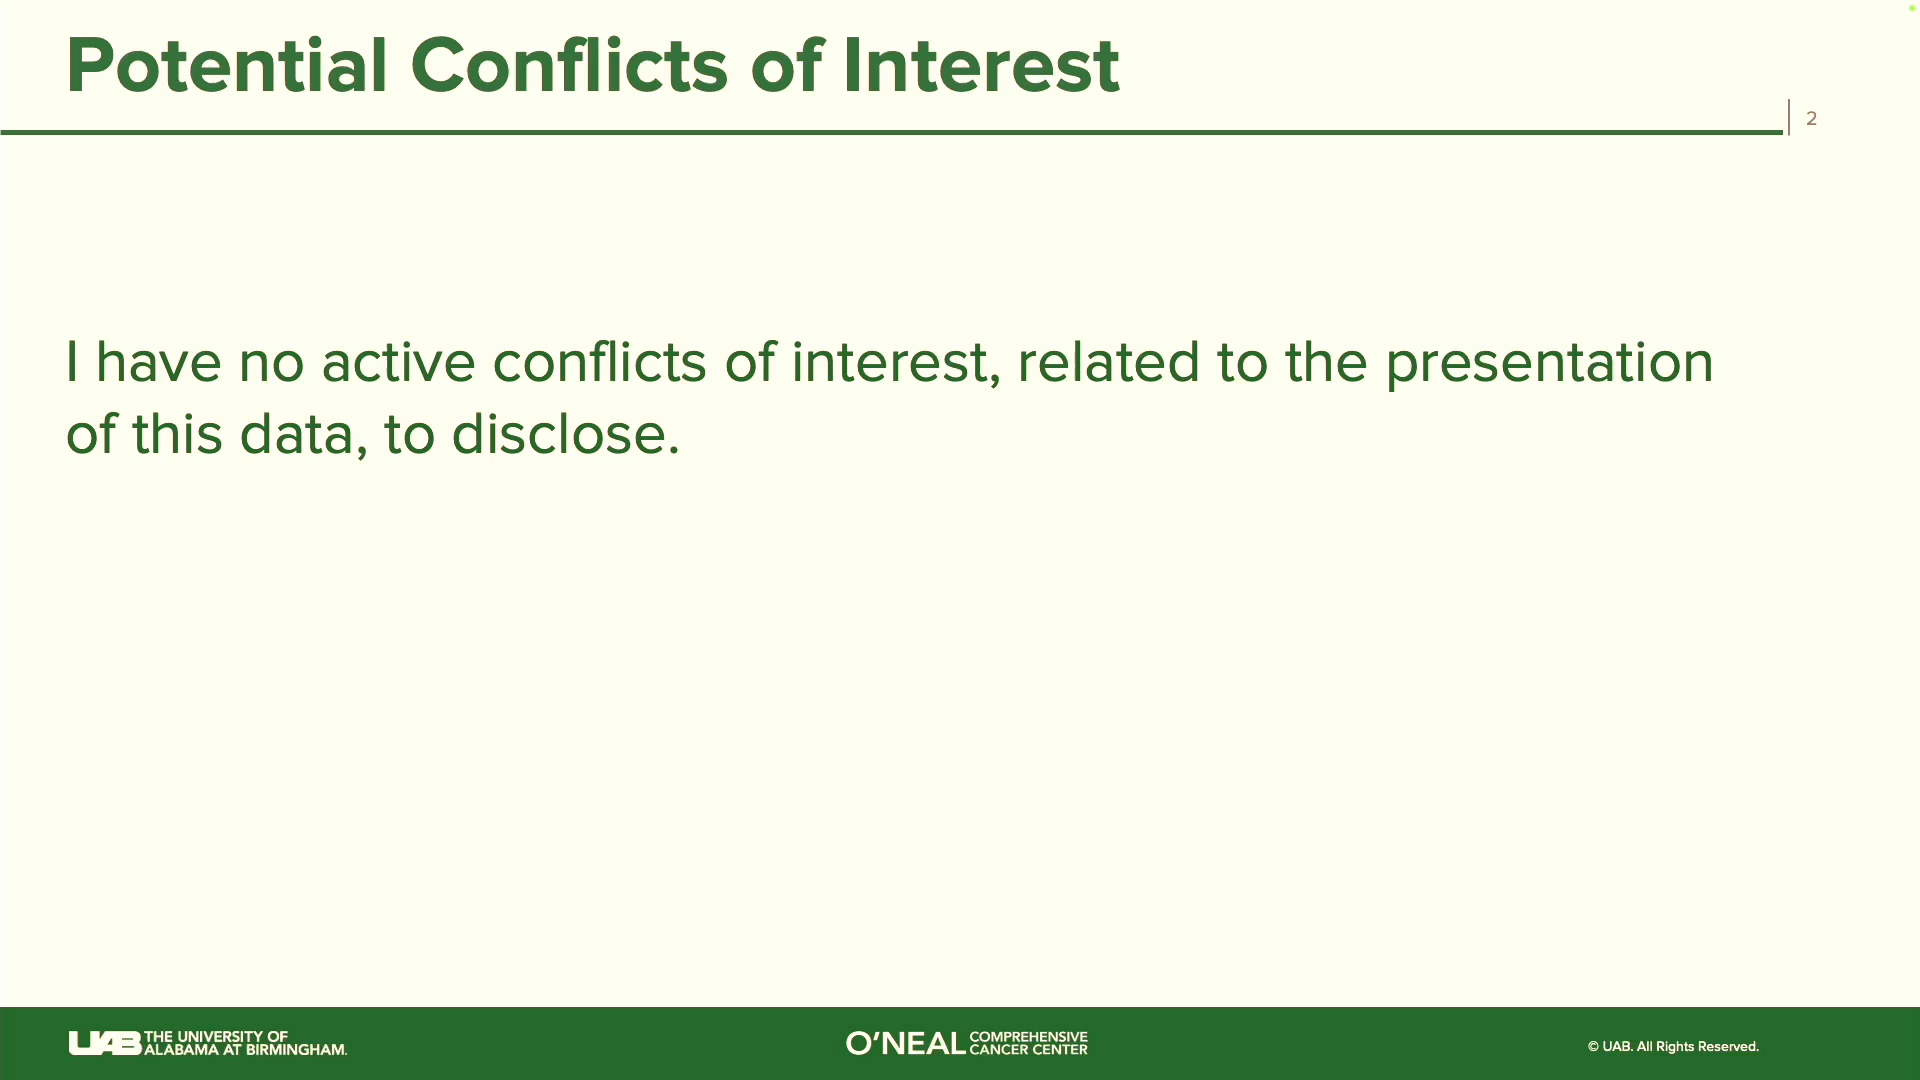 Potential Conflicts of Interest
2
I have no active conflicts of interest, related to the presentation
of this data, to disclose.
UAB THE UNIVERSITY OF
ALABAMA AT BIRMINGHAM.
O’NEAL COMPREHENSIVE
CANCER CENTER
© UAB. All Rights Reserved.